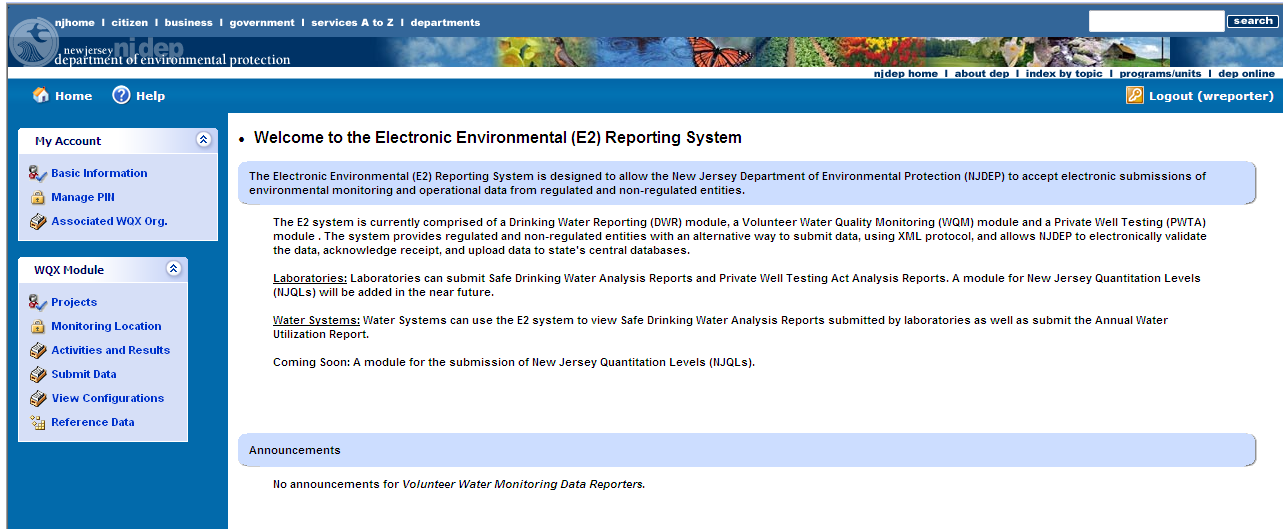 njhome | citizen | business | government | services A to Z | departments
search
newjersey nj dep
department of environmental protection
njdep home | about dep | index by topic | programs/units | dep online
Home Help Logout (wreporter)
My Account
Basic Information
Manage PIN
Associated WQX Org.
WQX Module
Projects
Monitoring Location
Activities and Results
Submit Data
View Configurations
Reference Data
• Welcome to the Electronic Environmental (E2) Reporting System
The Electronic Environmental (E2) Reporting System is designed to allow the New Jersey Department of Environmental Protection (NJDEP) to accept electronic submissions of
environmental monitoring and operational data from regulated and non-regulated entities.
The E2 system is currently comprised of a Drinking Water Reporting (DWR) module, a Volunteer Water Quality Monitoring (WQM) module and a Private Well Testing (PWTA)
module . The system provides regulated and non-regulated entities with an alternative way to submit data, using XML protocol, and allows NJDEP to electronically validate
the data, acknowledge receipt, and upload data to state's central databases.
Laboratories: Laboratories can submit Safe Drinking Water Analysis Reports and Private Well Testing Act Analysis Reports. A module for New Jersey Quantitation Levels
(NJQLs) will be added in the near future.
Water Systems: Water Systems can use the E2 system to view Safe Drinking Water Analysis Reports submitted by laboratories as well as submit the Annual Water
Utilization Report.
Coming Soon: A module for the submission of New Jersey Quantitation Levels (NJQLs).
Announcements
No announcements for Volunteer Water Monitoring Data Reporters.